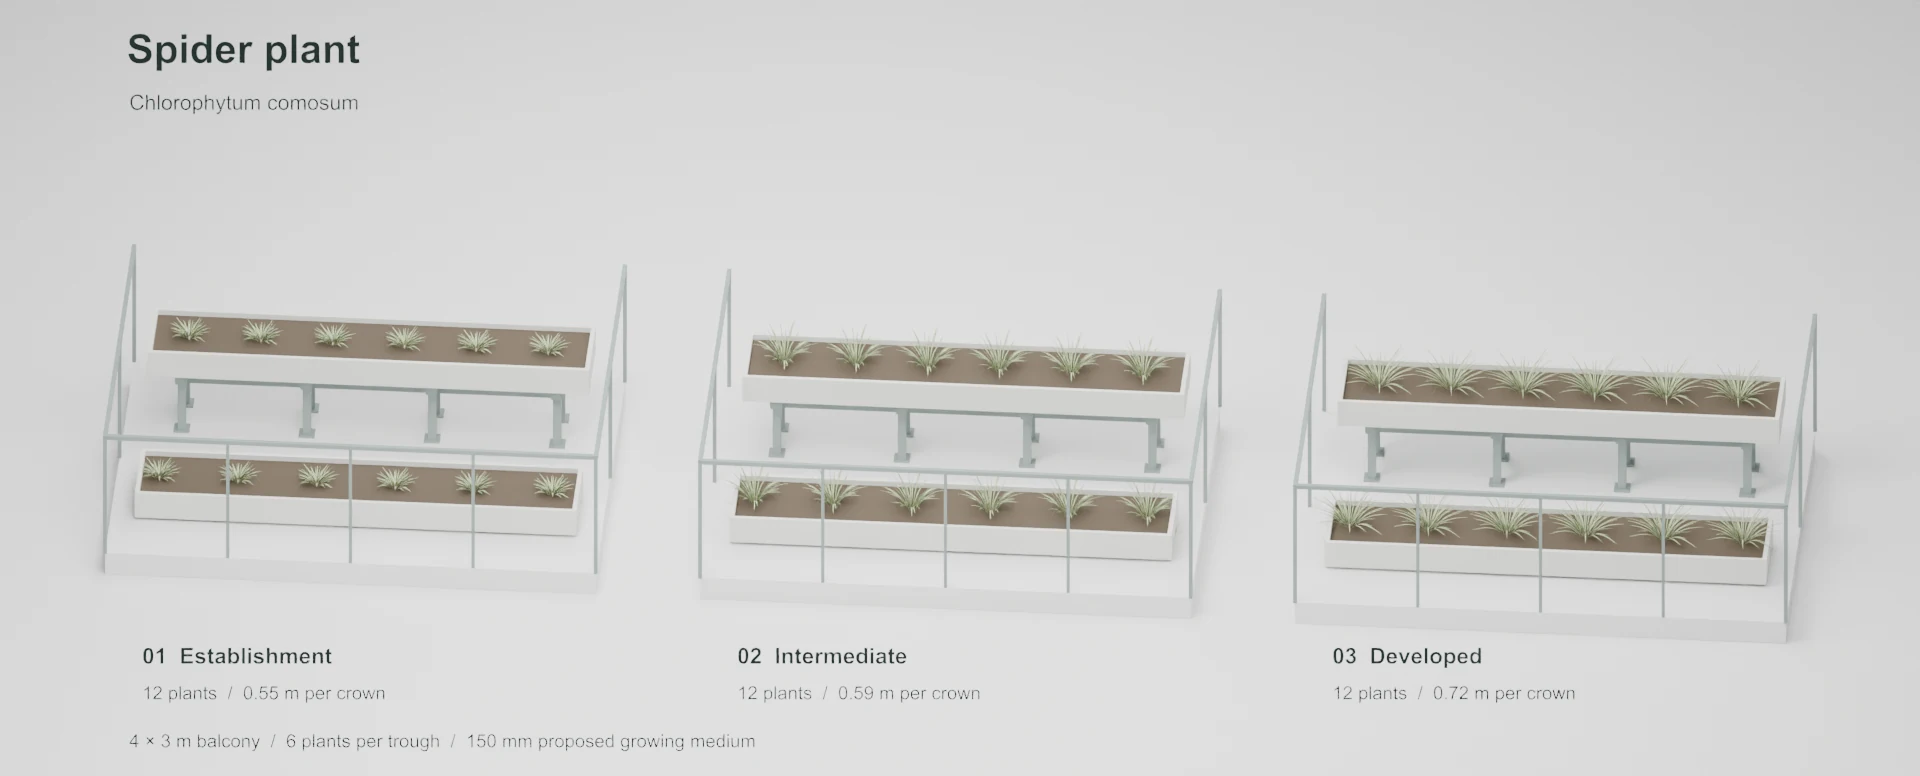 Spider plant
Chlorophytum comosum
01 Establishment
12 plants / 0.55 m per crown
02 Intermediate
12 plants / 0.59 m per crown
03 Developed
12 plants / 0.72 m per crown
4 × 3 m balcony / 6 plants per trough / 150 mm proposed growing medium